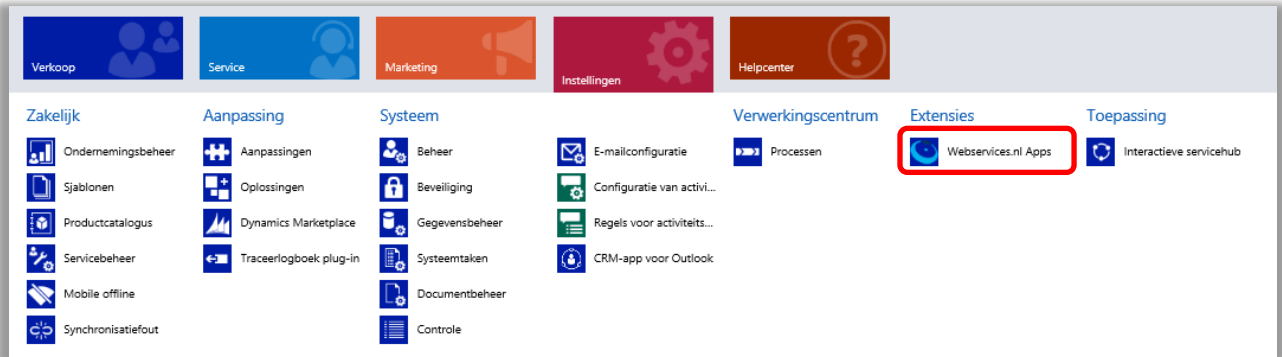 Verkoop
Service
Marketing
Instellingen
Helpcenter
Zakelijk
Ondernemingsbeheer
Sjablonen
Productcatalogus
Servicebeheer
Mobile offline
Synchronisatiefout
Aanpassing
Aanpassingen
Oplossingen
Dynamics Marketplace
Traceerlogboek plug-in
Systeem
Beheer
Beveiliging
Gegevensbeheer
Systeemtaken
Documentbeheer
Controle
E-mailconfiguratie
Configuratie van activi...
Regels voor activiteits...
CRM-app voor Outlook
Verwerkingscentrum
Processen
Extensies
Webservices.nl Apps
Toepassing
Interactieve servicehub